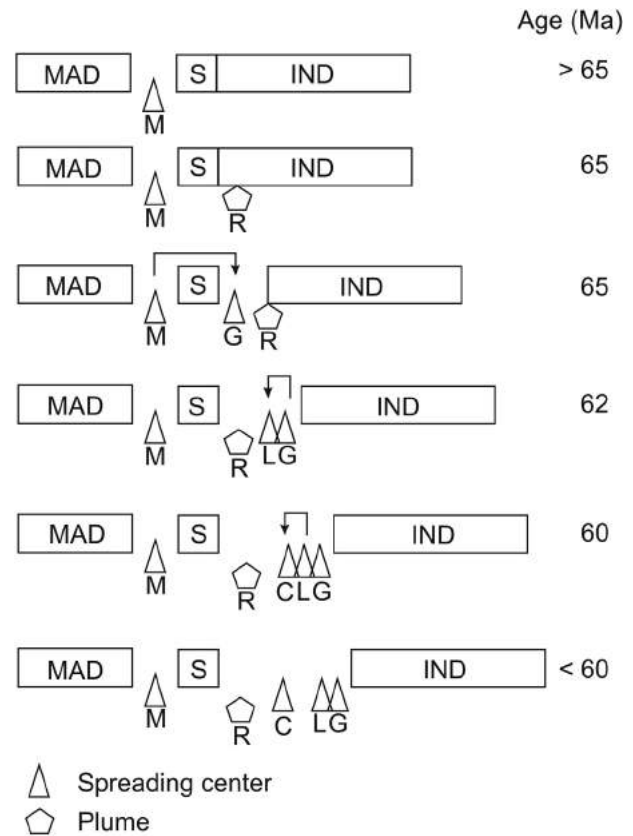 Age (Ma)
MAD S IND > 65
M
MAD S IND 65
M R
MAD S IND 65
M G R
MAD S IND 62
M R LG
MAD S IND 60
M R CLG
MAD S IND < 60
M R C LG
Spreading center
Plume